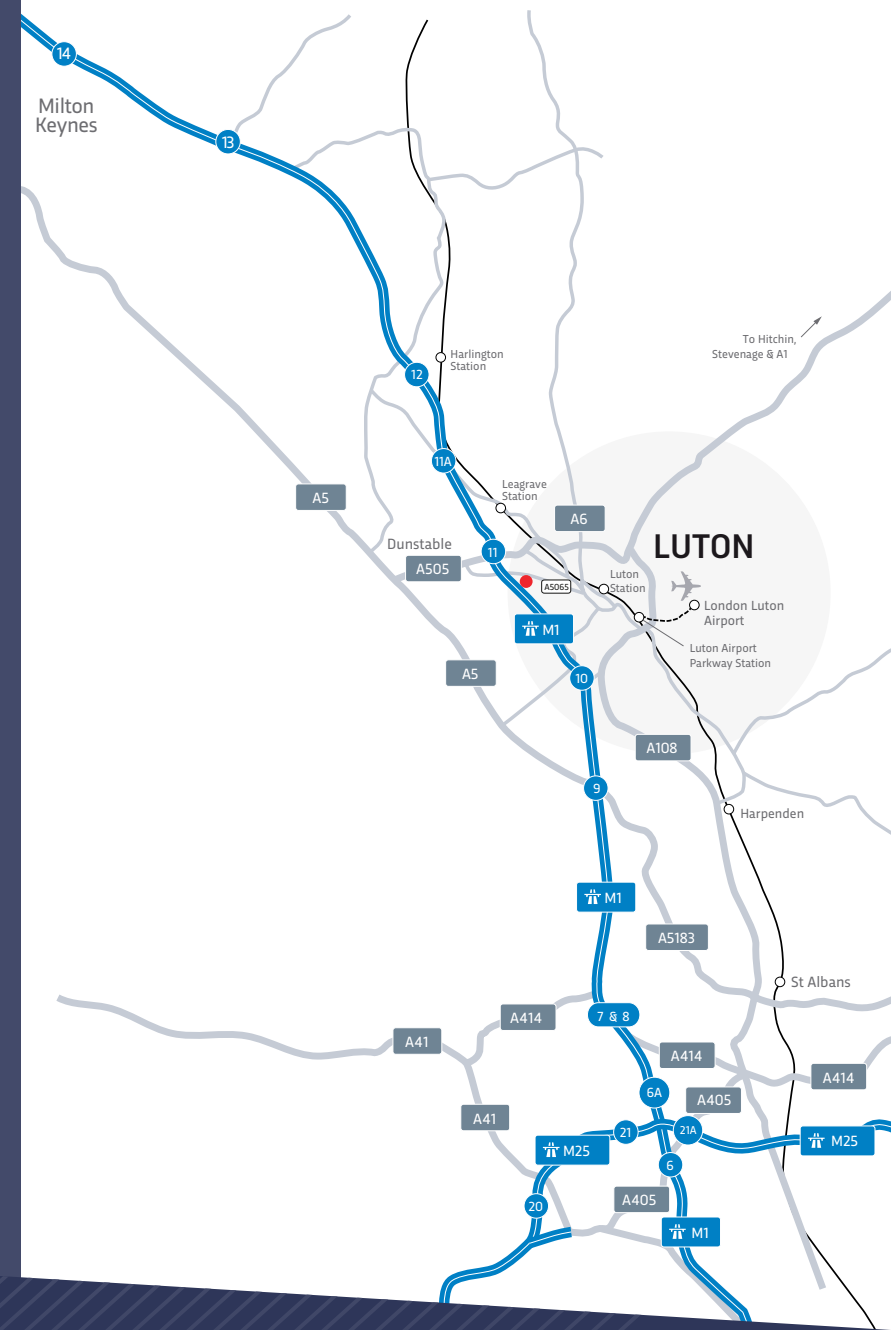 14
Milton
Keynes
13
To Hitchin,
Stevenage & A1
Harlington
Station
12
11A
Leagrave
Station
A5
A6
Dunstable
11
LUTON
A505
A5065
Luton
Station
London Luton
Airport
M1
Luton Airport
Parkway Station
A5
10
A108
9
Harpenden
M1
A5183
St Albans
7 & 8
A414
A41
A414
A414
6A
A405
A41
21
21A
M25
M25
6
A405
20
M1